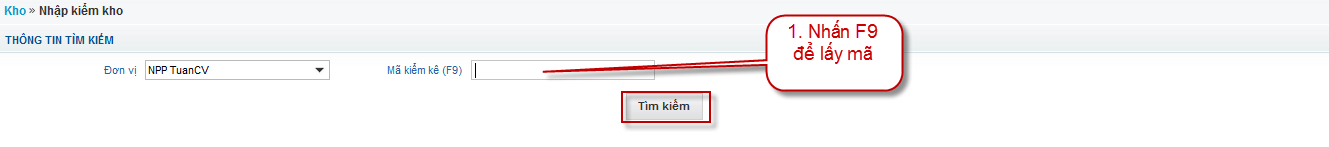 Kho » Nhập kiểm kho
THÔNG TIN TÌM KIẾM
Đơn vị NPP TuanCV Mã kiểm kê (F9)
1. Nhấn F9
để lấy mã
Tìm kiếm